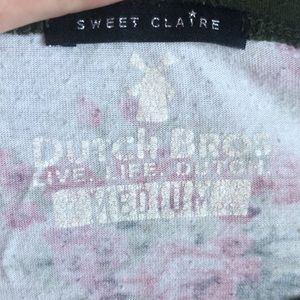 SWEET CLAIRE
Dutch Bros
LIVE. LIFE. DUTCH.
MEDIUM